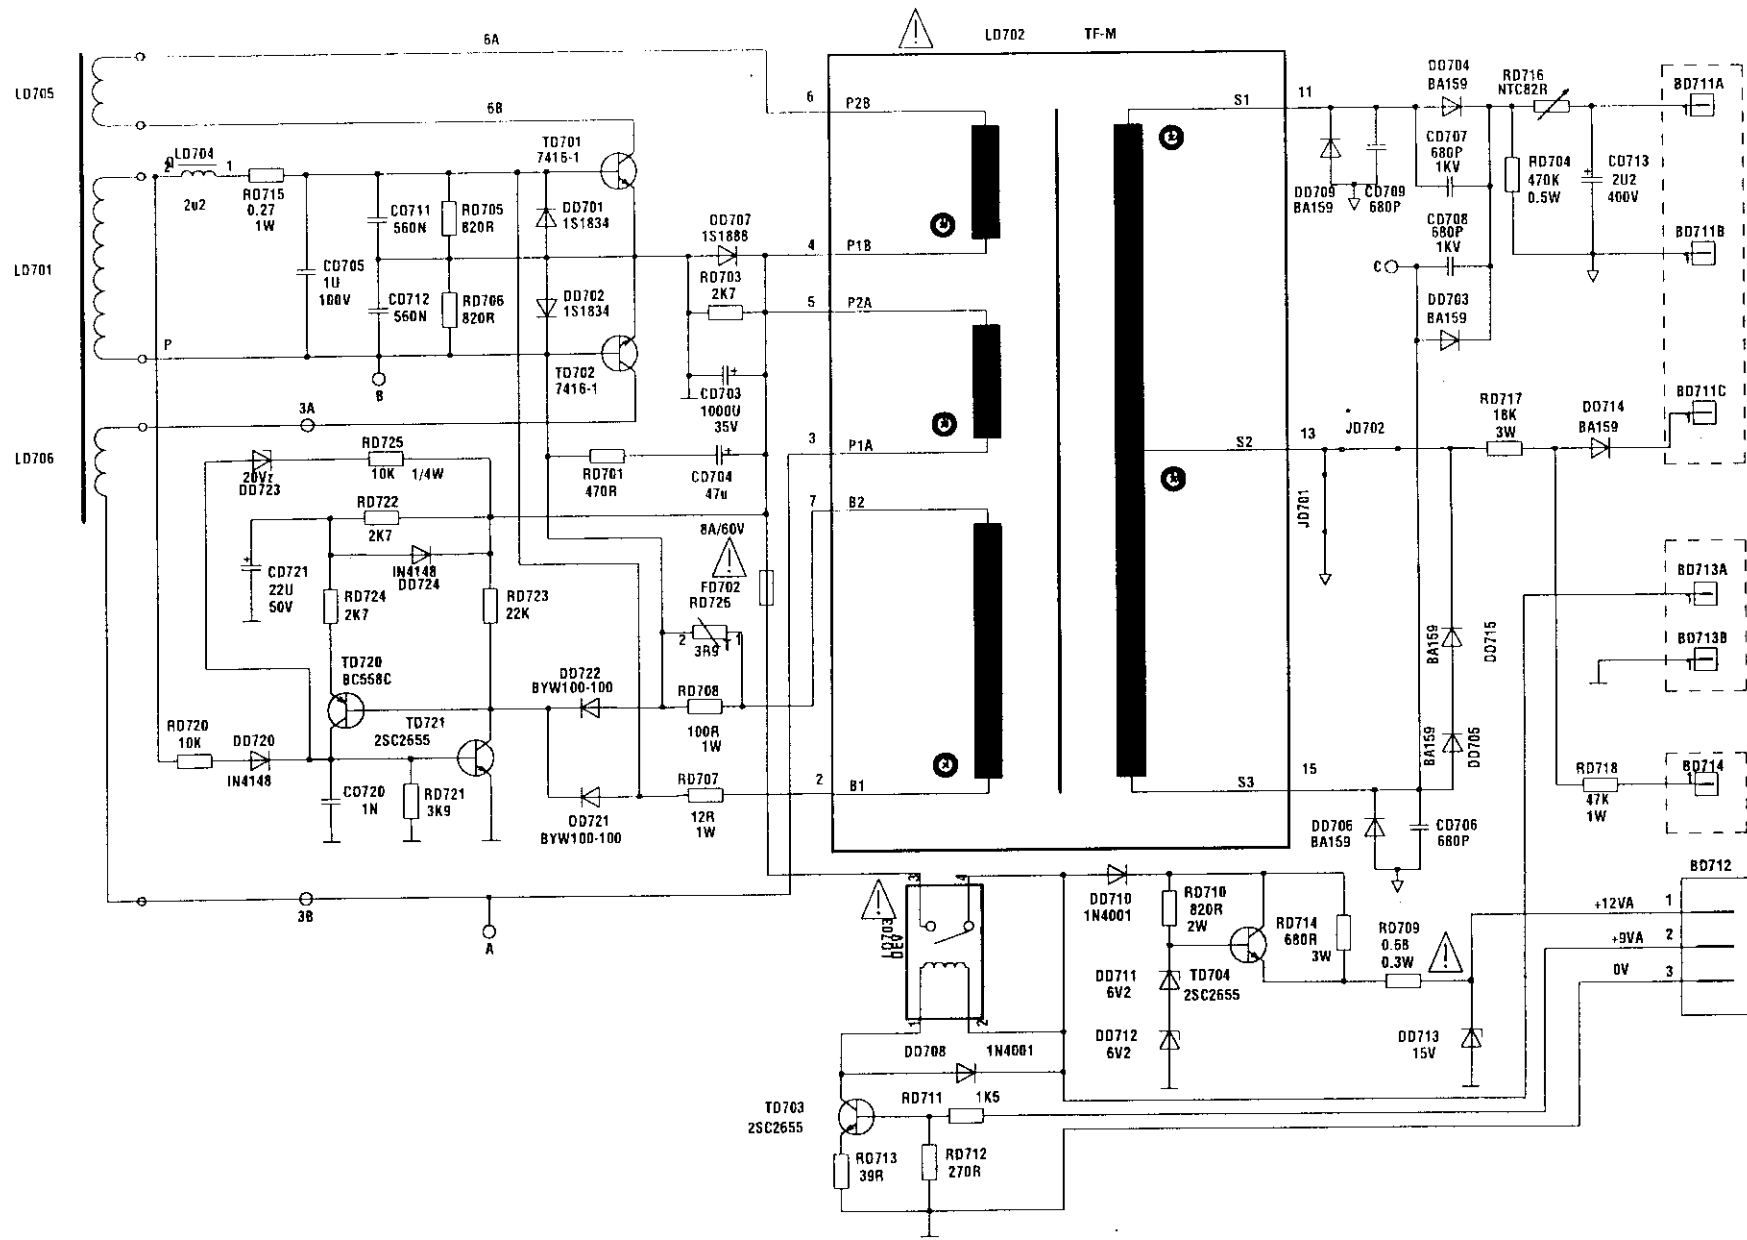 6A
LD705
6B
LD704
2
1
2u2
RD715
0.27
1W
LD701
CD711
560N
RD705
820R
DD701
1S1834
TD701
7415-1
CD705
1U
100V
CD712
560N
RD706
820R
DD702
1S1834
P
B
TD702
7416-1
DD707
1S1888
RD703
2K7
CD703
1000U
35V
3A
LD706
20Vz
DD723
RD725
10K
1/4W
RD701
470R
CD704
47u
RD722
2K7
8A/60V
FD702
CD721
22U
50V
IN4148
DD724
RD724
2K7
RD723
22K
RD725
2
1
3R9
TD720
BC558C
TD721
2SC2655
DD722
BYW100-100
RD708
100R
1W
RD720
10K
DD720
IN4148
CD720
1N
RD721
3K9
DD721
BYW100-100
RD707
12R
1W
3B
A
LD702
TF-M
6
P2B
4
P1B
5
P2A
3
P1A
7
B2
2
B1
S1
11
S2
13
S3
15
DD709
BA159
CD709
680P
DD704
BA159
CD707
680P
1KV
CD708
680P
1KV
C
DD703
BA159
RD716
NTC82R
RD704
470K
0.5W
CD713
2U2
400V
BD711A
BD711B
BD711C
JD702
JD701
RD717
18K
3W
DD714
BA159
BA159
DD715
BA159
DD705
BD713A
BD713B
RD718
47K
1W
BD714
1
DD706
BA159
CD706
680P
BD712
+12VA
1
+9VA
2
0V
3
LD703
DEV
3
4
1
2
DD710
1N4001
RD710
820R
2W
RD714
680R
3W
RD709
0.68
0.3W
DD711
6V2
TD704
2SC2655
DD712
6V2
DD713
15V
DD708
1N4001
TD703
2SC2655
RD711
1K5
RD713
39R
RD712
270R